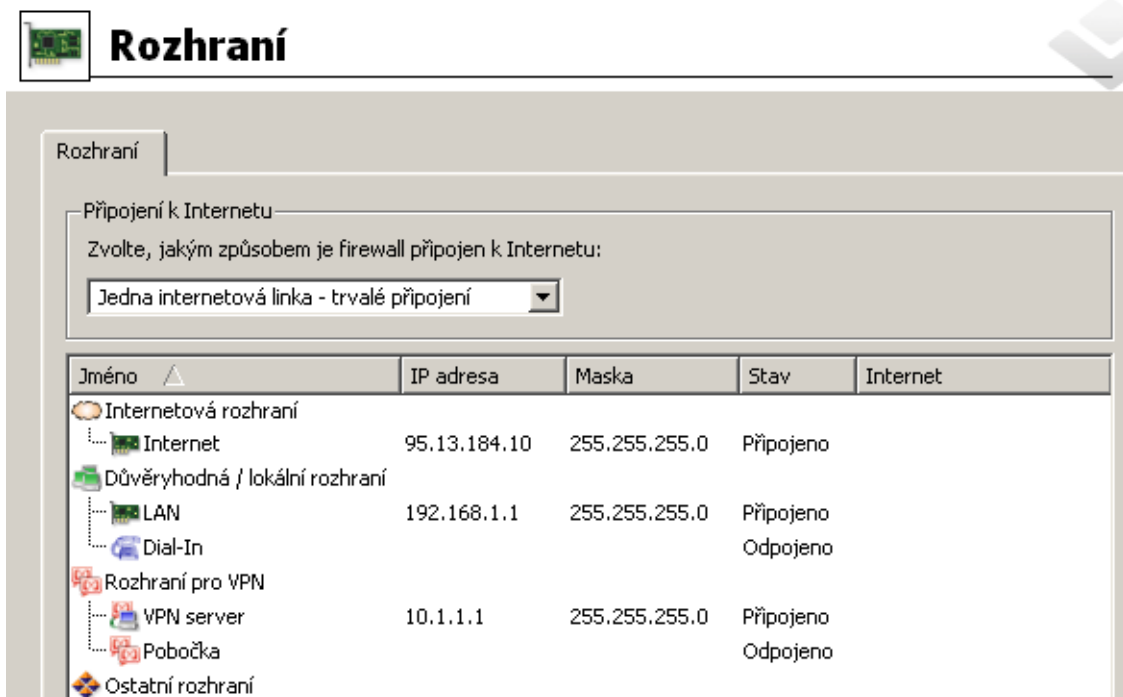 Rozhraní
Rozhraní
Připojení k Internetu
Zvolte, jakým způsobem je firewall připojen k Internetu:
Jedna internetová linka - trvalé připojení
Jméno IP adresa Maska Stav Internet
Internetová rozhraní
Internet 95.13.184.10 255.255.255.0 Připojeno
Důvěryhodná / lokální rozhraní
LAN 192.168.1.1 255.255.255.0 Připojeno
Dial-In Odpojeno
Rozhraní pro VPN
VPN server 10.1.1.1 255.255.255.0 Připojeno
Pobočka Odpojeno
Ostatní rozhraní